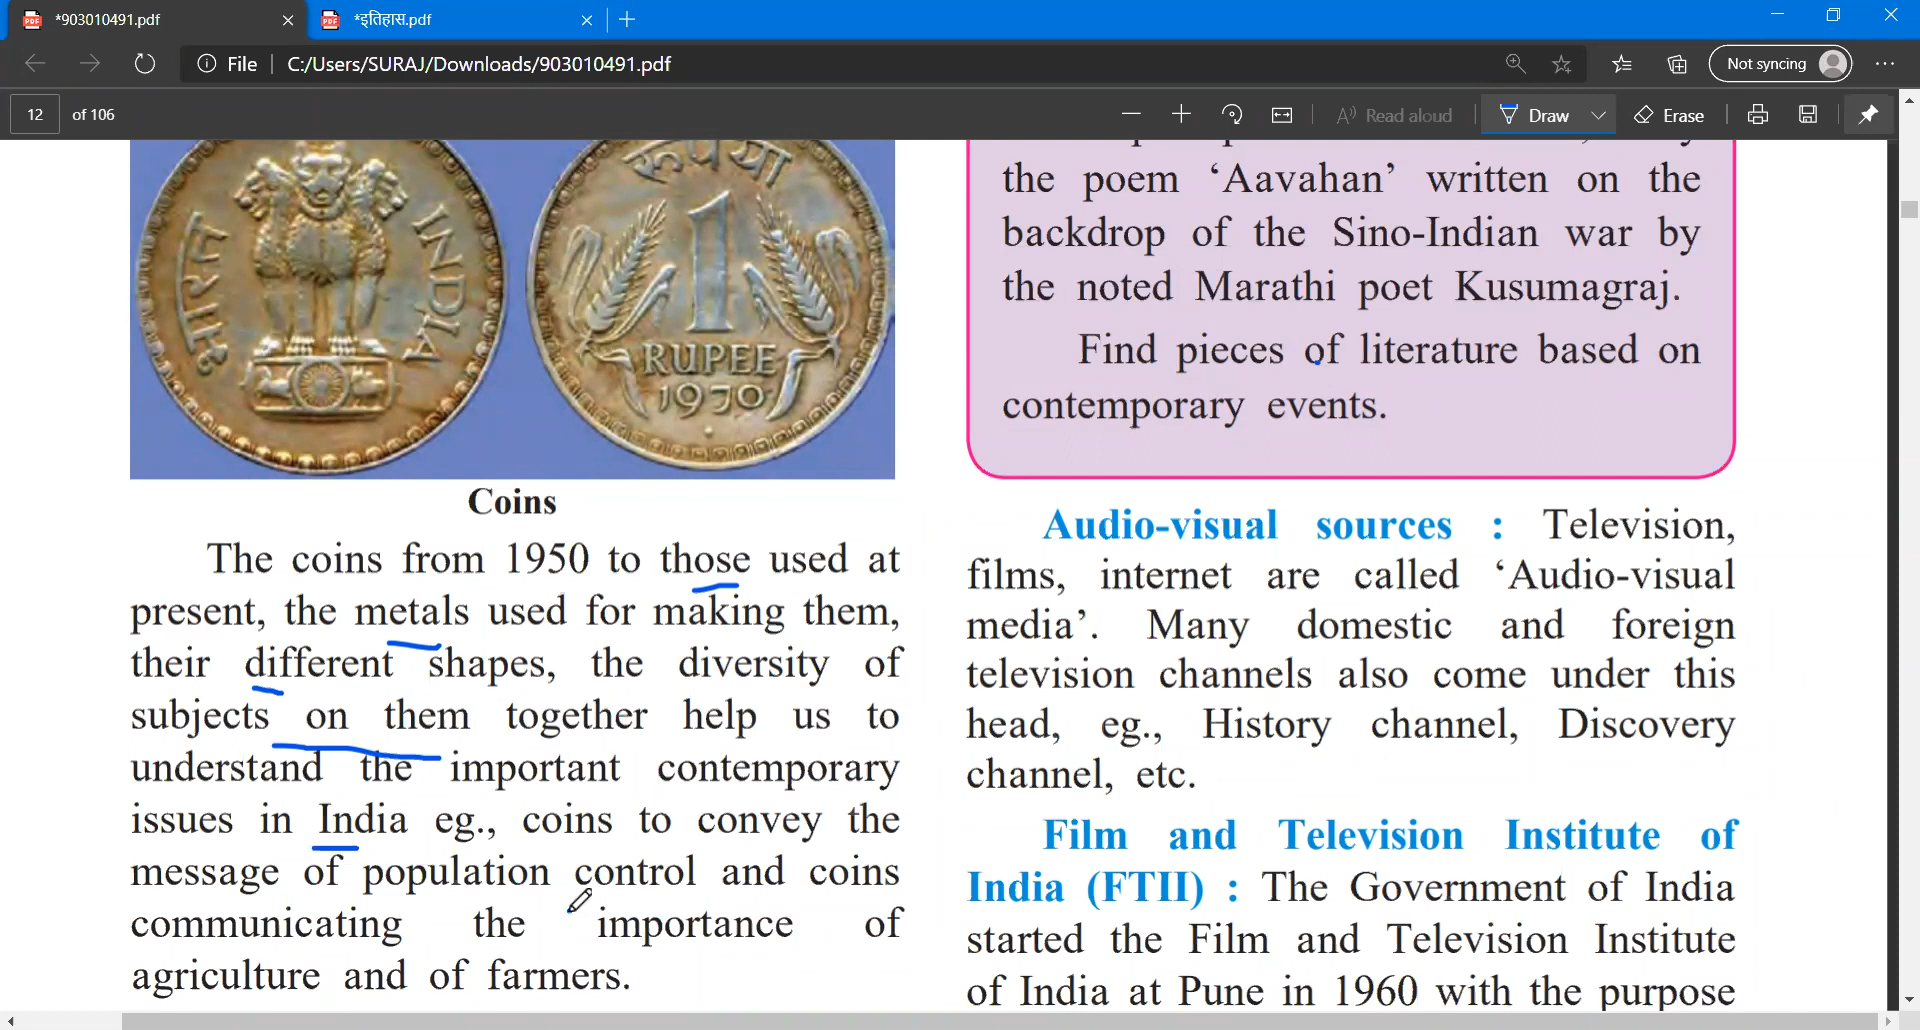 *903010491.pdf
*इतिहास.pdf
File
C:/Users/SURAJ/Downloads/903010491.pdf
Not syncing
12 of 106
Read aloud
Draw
Erase
भारत
INDIA
रूपया
1
RUPEE
1970
Coins
The coins from 1950 to those used at
present, the metals used for making them,
their different shapes, the diversity of
subjects on them together help us to
understand the important contemporary
issues in India eg., coins to convey the
message of population control and coins
communicating the importance of
agriculture and of farmers.
the poem ‘Aavahan’ written on the
backdrop of the Sino-Indian war by
the noted Marathi poet Kusumagraj.
Find pieces of literature based on
contemporary events.
Audio-visual sources : Television,
films, internet are called ‘Audio-visual
media’. Many domestic and foreign
television channels also come under this
head, eg., History channel, Discovery
channel, etc.
Film and Television Institute of
India (FTII) : The Government of India
started the Film and Television Institute
of India at Pune in 1960 with the purpose